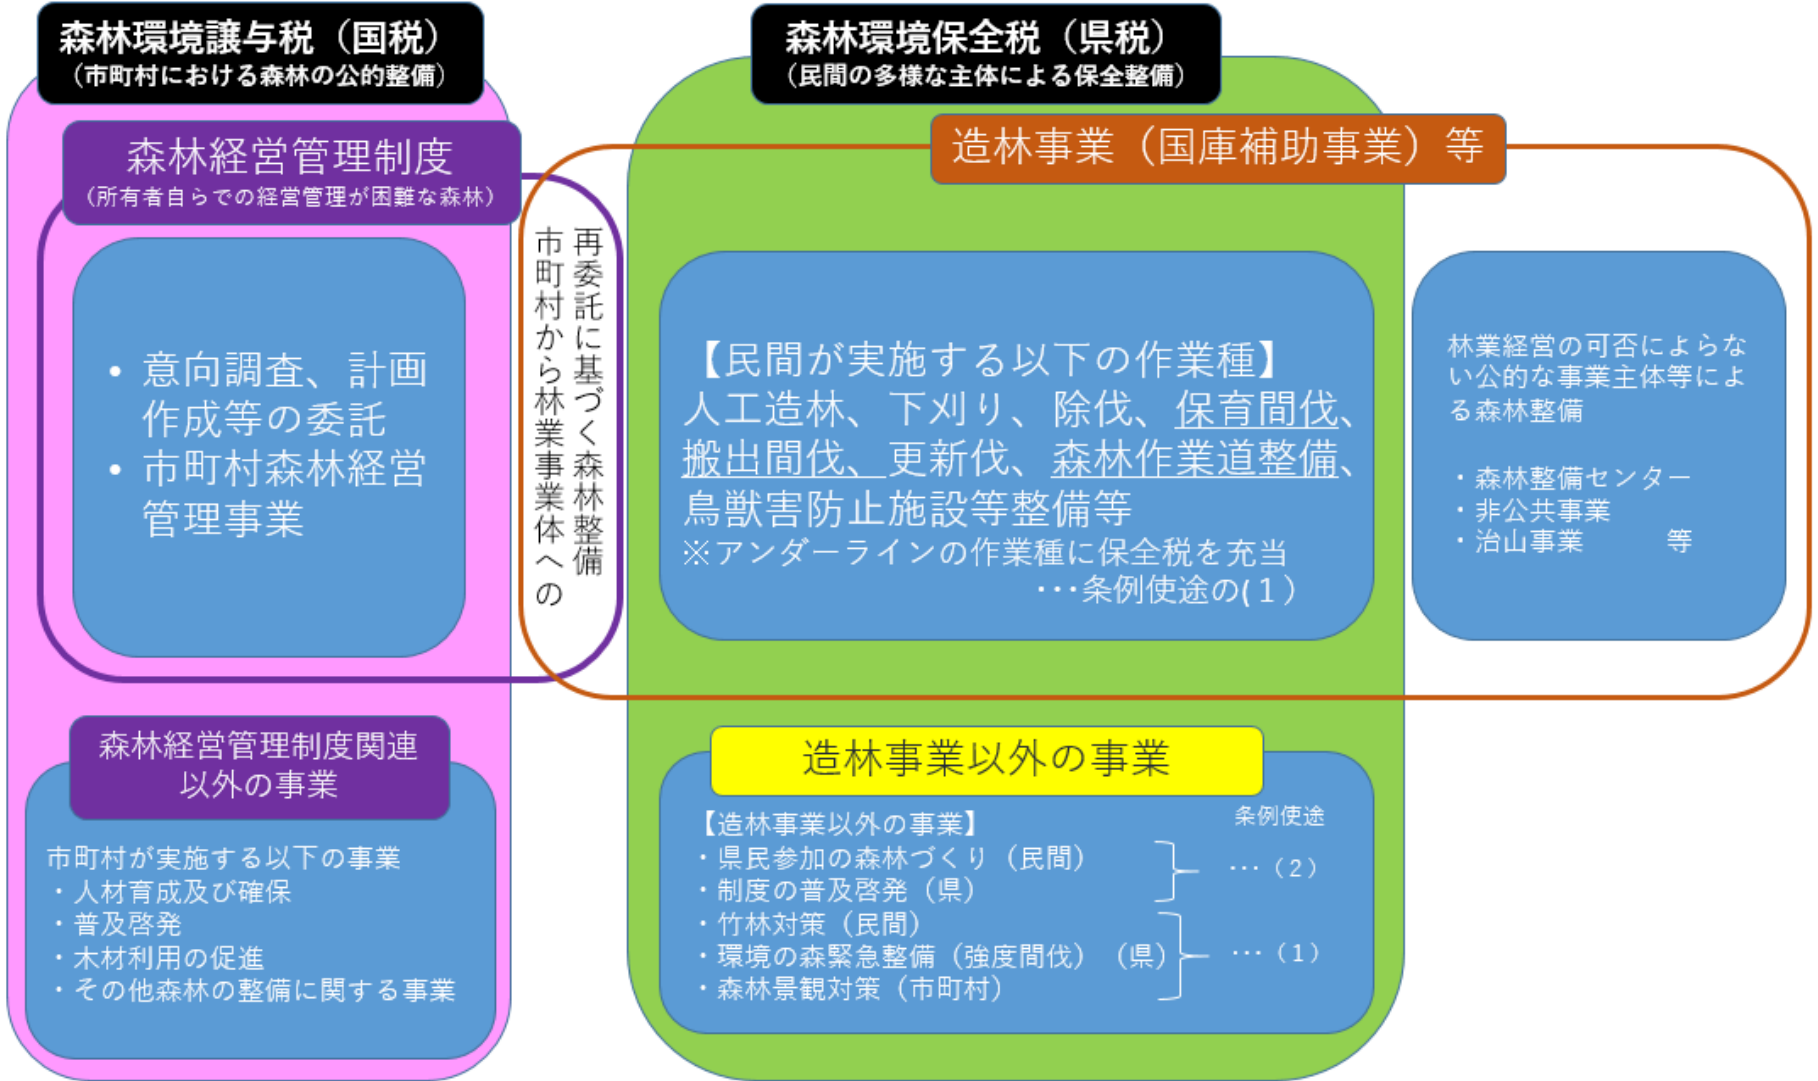 森林環境譲与税（国税）
（市町村における森林の公的整備）
森林経営管理制度
（所有者自らでの経営管理が困難な森林）
・意向調査、計画
作成等の委託
・市町村森林経営
管理事業
市町村から林業事業体への
再委託に基づく森林整備
森林経営管理制度関連
以外の事業
市町村が実施する以下の事業
・人材育成及び確保
・普及啓発
・木材利用の促進
・その他森林の整備に関する事業
森林環境保全税（県税）
（民間の多様な主体による保全整備）
造林事業（国庫補助事業）等
【民間が実施する以下の作業種】
人工造林、下刈り、除伐、保育間伐、
搬出間伐、更新伐、森林作業道整備、
鳥獣害防止施設等整備等
※アンダーラインの作業種に保全税を充当
･･･条例使途の(１）
林業経営の可否によらな
い公的な事業主体等によ
る森林整備
・森林整備センター
・非公共事業
・治山事業　　　等
造林事業以外の事業
【造林事業以外の事業】
条例使途
・県民参加の森林づくり（民間）
・制度の普及啓発（県）
･･･（２）
・竹林対策（民間）
・環境の森緊急整備（強度間伐）（県）
・森林景観対策（市町村）
･･･（１）